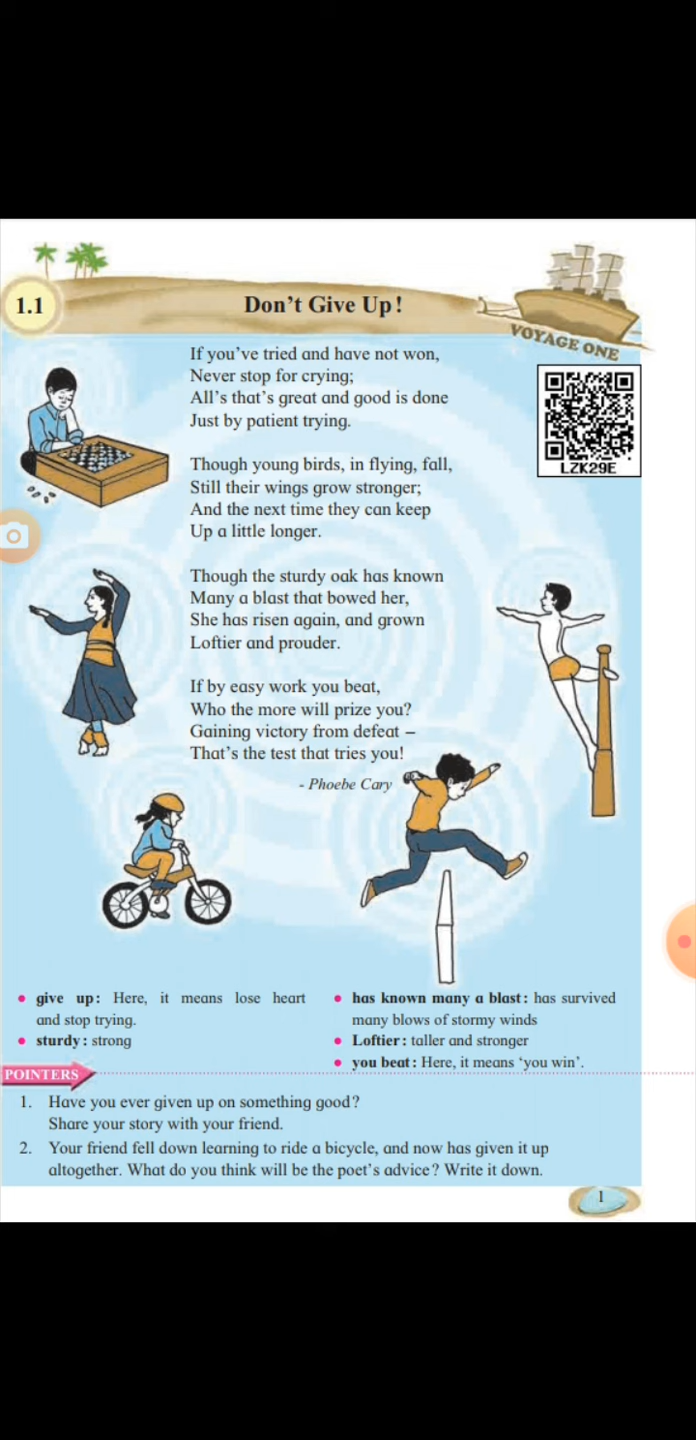 1.1
Don't Give Up!
VOYAGE ONE
If you've tried and have not won,
Never stop for crying;
All's that's great and good is done
Just by patient trying.
LZK29E
Though young birds, in flying, fall,
Still their wings grow stronger;
And the next time they can keep
Up a little longer.
Though the sturdy oak has known
Many a blast that bowed her,
She has risen again, and grown
Loftier and prouder.
If by easy work you beat,
Who the more will prize you?
Gaining victory from defeat –
That's the test that tries you!
- Phoebe Cary
• give up: Here, it means lose heart
and stop trying.
• sturdy: strong
• has known many a blast: has survived
many blows of stormy winds
• Loftier: taller and stronger
• you beat: Here, it means 'you win'.
POINTERS
1. Have you ever given up on something good?
Share your story with your friend.
2. Your friend fell down learning to ride a bicycle, and now has given it up
altogether. What do you think will be the poet's advice? Write it down.
1